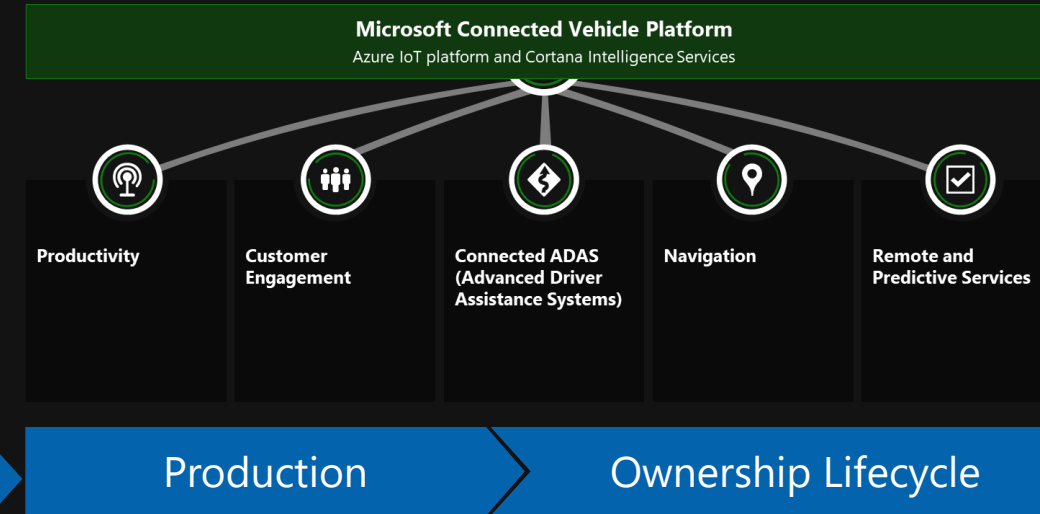 Microsoft Connected Vehicle Platform
Azure IoT platform and Cortana Intelligence Services
Productivity
Customer
Engagement
Connected ADAS
(Advanced Driver
Assistance Systems)
Navigation
Remote and
Predictive Services
Production
Ownership Lifecycle